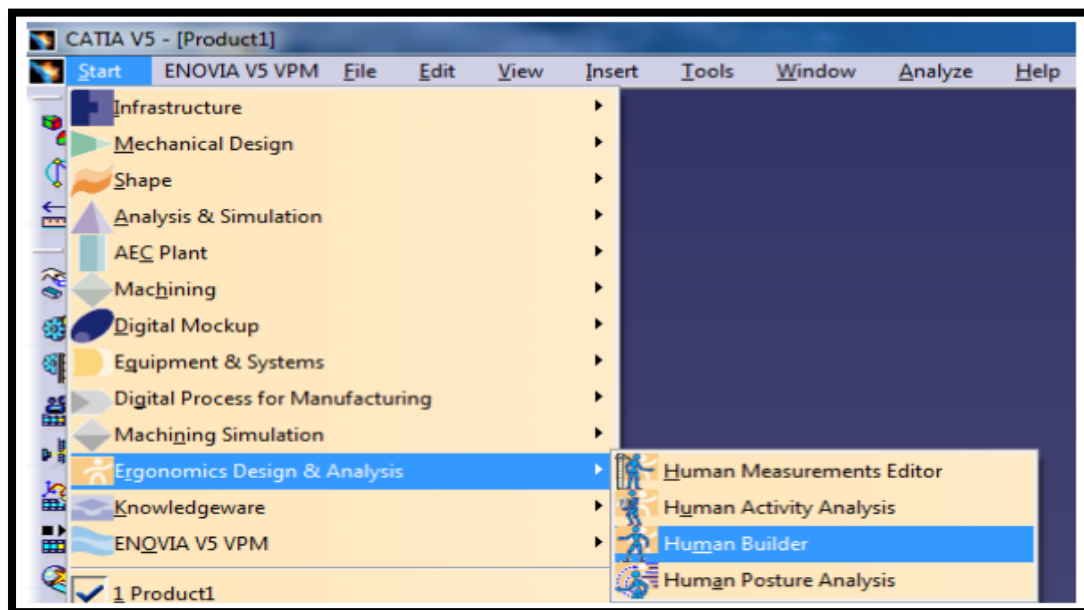 CATIA V5 - [Product1]
Start ENOVIA V5 VPM File Edit View Insert Tools Window Analyze Help
Infrastructure
Mechanical Design
Shape
Analysis & Simulation
AEC Plant
Machining
Digital Mockup
Equipment & Systems
Digital Process for Manufacturing
Machining Simulation
Ergonomics Design & Analysis
Human Measurements Editor
Knowledgeware
Human Activity Analysis
ENOVIA V5 VPM
Human Builder
1 Product1
Human Posture Analysis